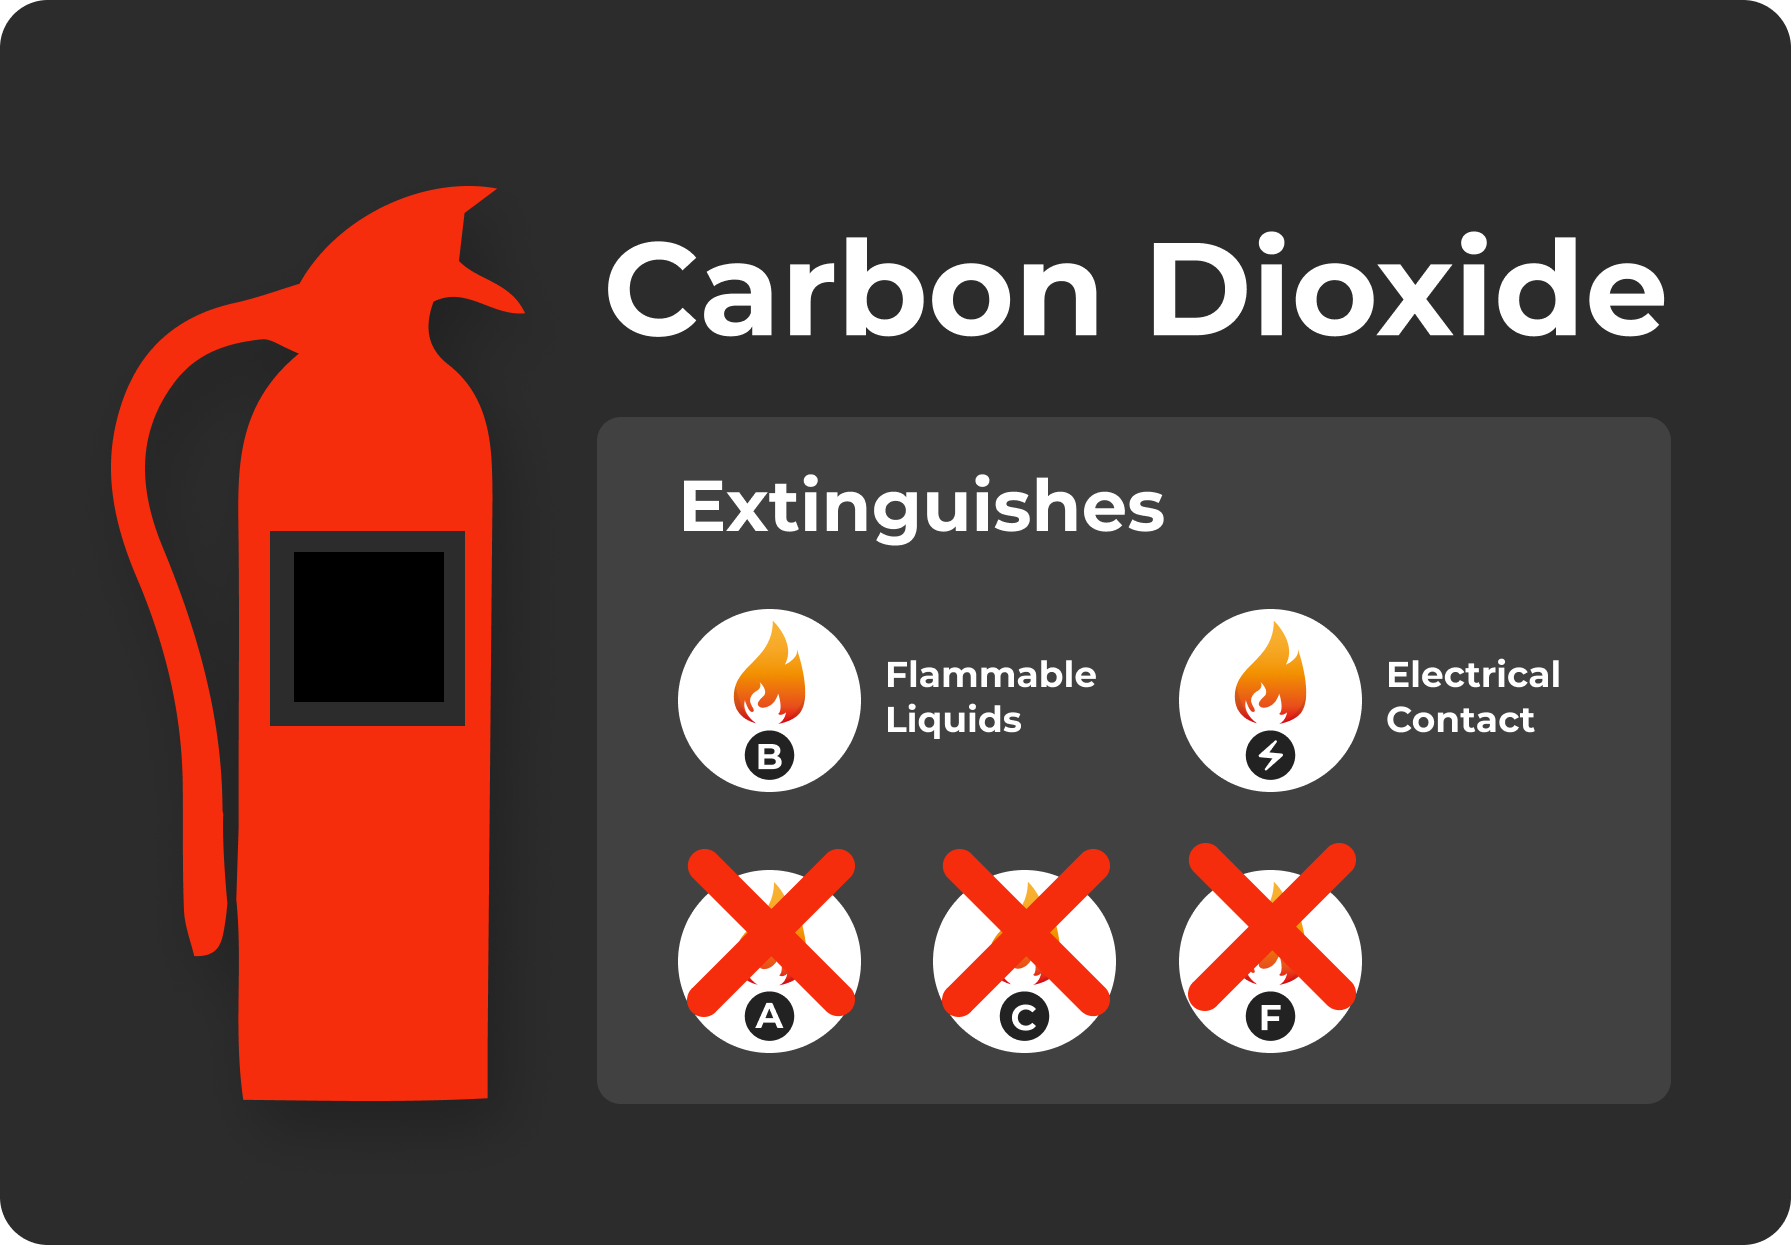 Carbon Dioxide
Extinguishes
Flammable
Liquids
B
Electrical
Contact
A
C
F